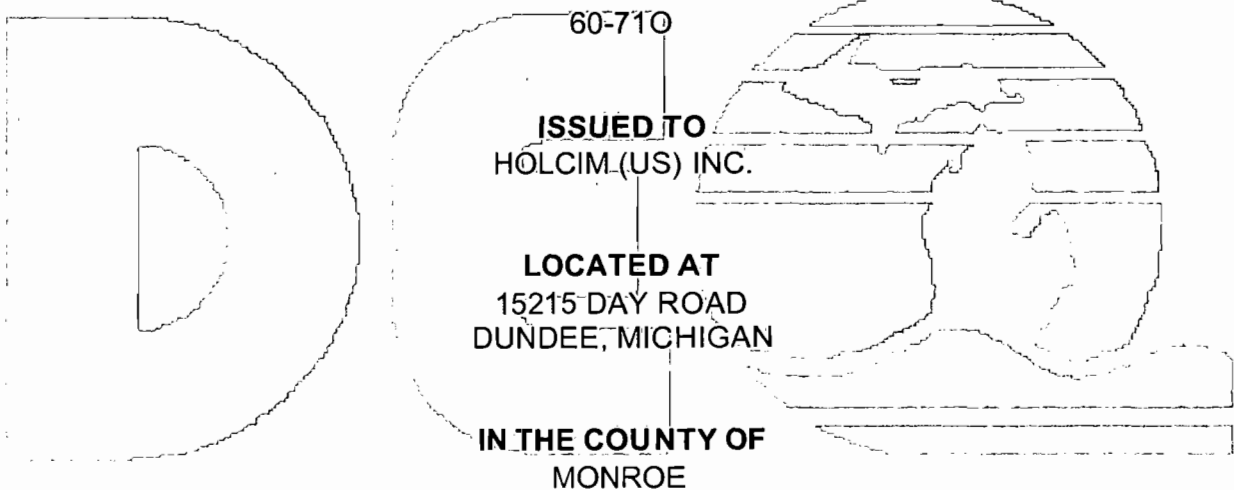 60-71O
ISSUED TO
HOLCIM (US) INC.
LOCATED AT
15215 DAY ROAD
DUNDEE, MICHIGAN
IN THE COUNTY OF
MONROE